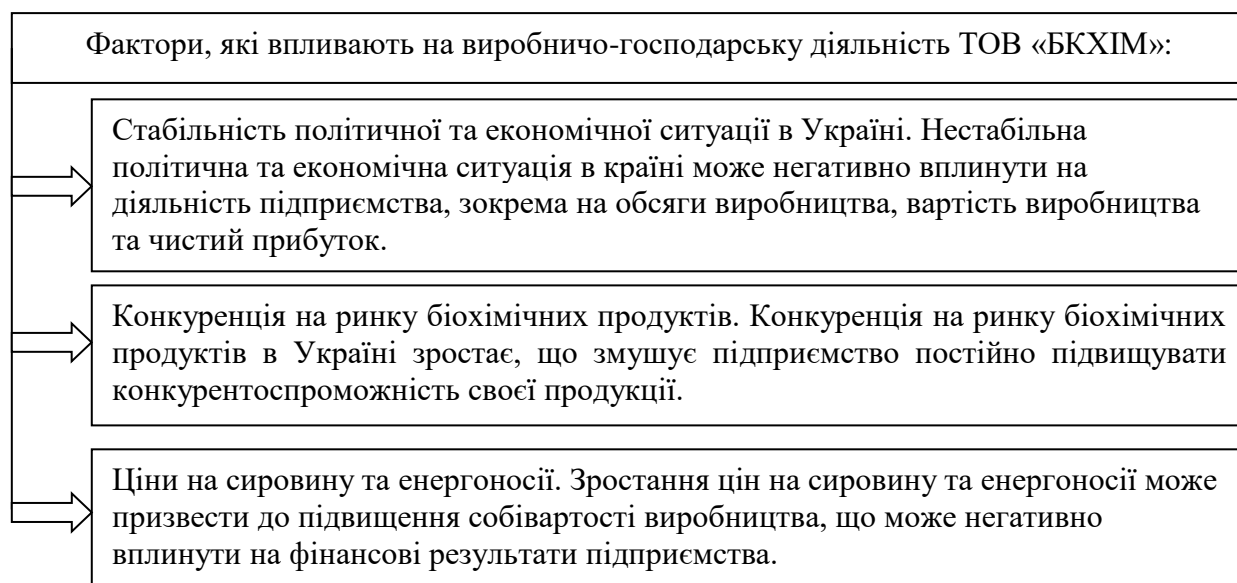 Фактори, які впливають на виробничо-господарську діяльність ТОВ «БКХІМ»:
Стабільність політичної та економічної ситуації в Україні. Нестабільна
політична та економічна ситуація в країні може негативно вплинути на
діяльність підприємства, зокрема на обсяги виробництва, вартість виробництва
та чистий прибуток.
Конкуренція на ринку біохімічних продуктів. Конкуренція на ринку біохімічних
продуктів в Україні зростає, що змушує підприємство постійно підвищувати
конкурентоспроможність своєї продукції.
Ціни на сировину та енергоносії. Зростання цін на сировину та енергоносії може
призвести до підвищення собівартості виробництва, що може негативно
вплинути на фінансові результати підприємства.